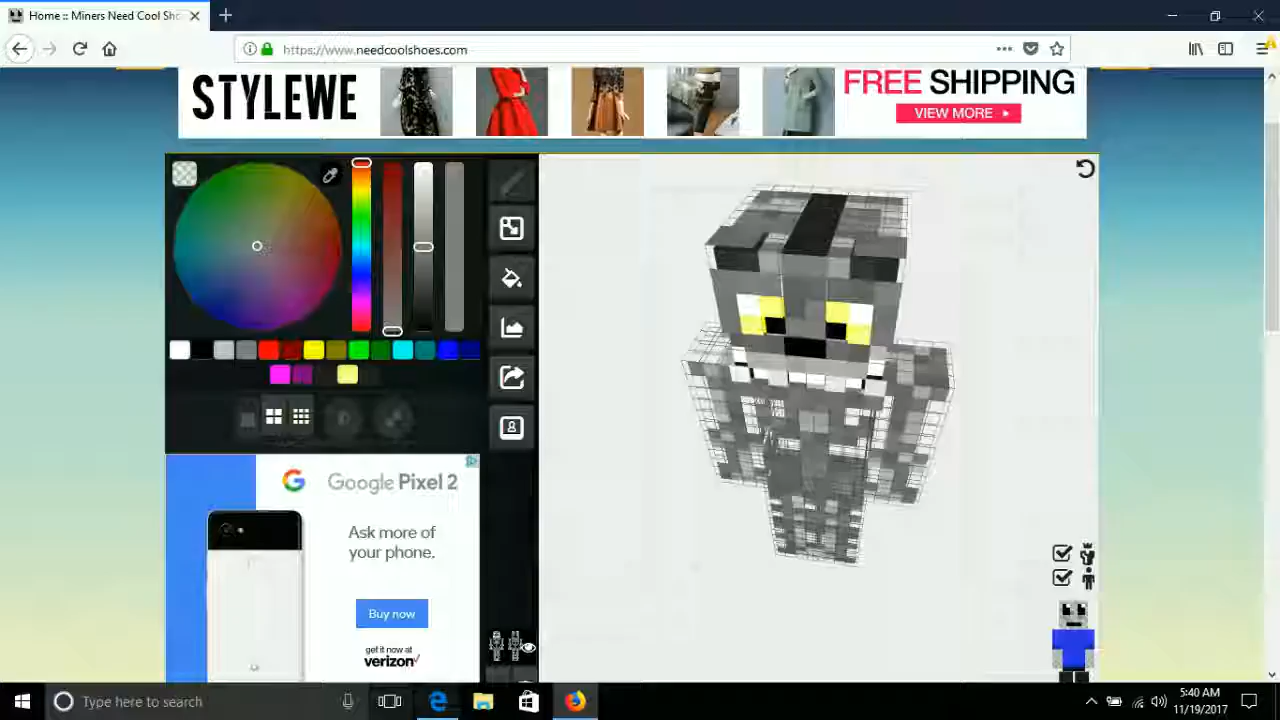 Home :: Miners Need Cool Sho
https://www.needcoolshoes.com
STYLEWE
FREE SHIPPING
VIEW MORE
Google Pixel 2
Ask more of
your phone.
Buy now
get it now at
verizon✓
Type here to search
5:40 AM
11/19/2017